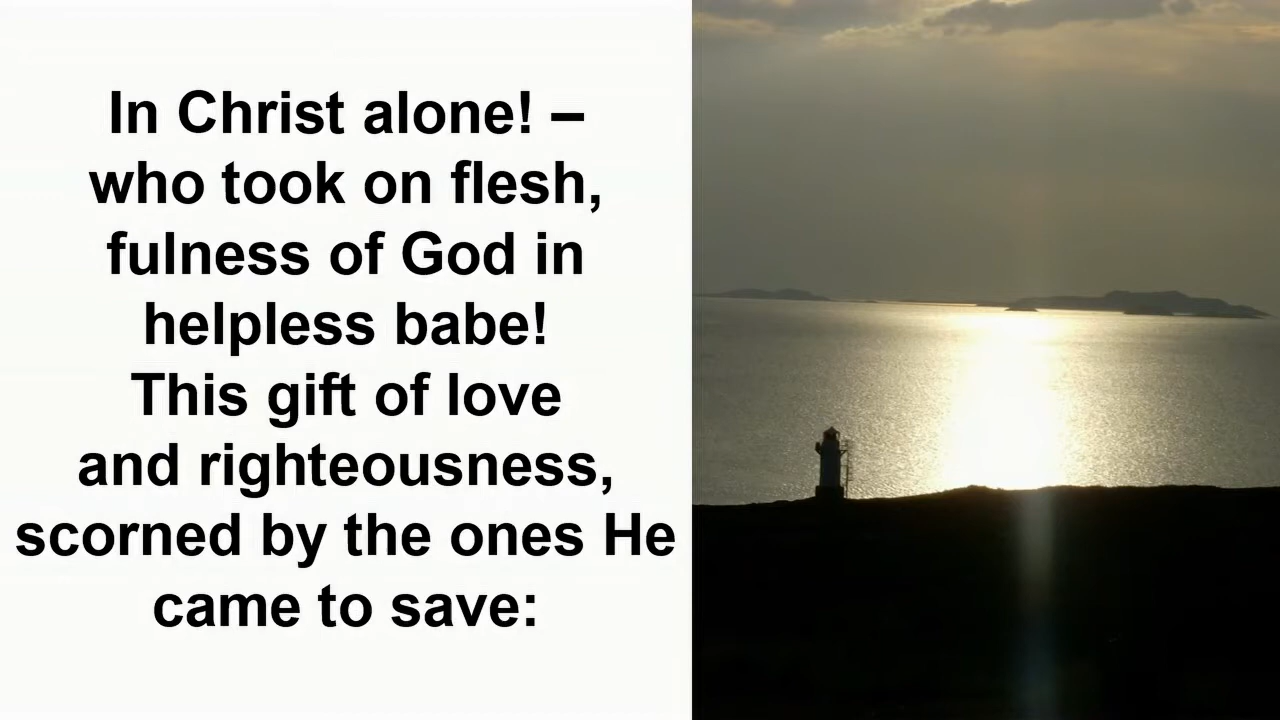 In Christ alone! –
who took on flesh,
fulness of God in
helpless babe!
This gift of love
and righteousness,
scorned by the ones He
came to save: